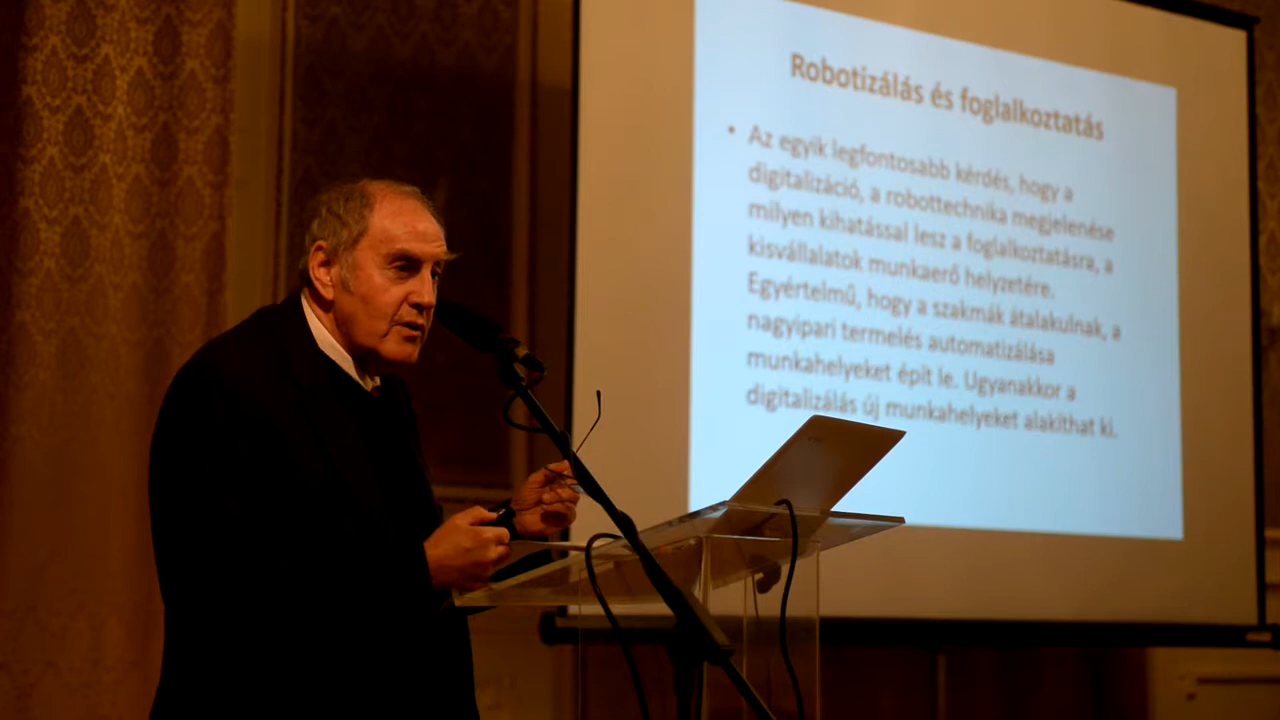 Robotizálás és foglalkoztatás
• Az egyik legfontosabb kérdés, hogy a
digitalizáció, a robottechnika megjelenése
milyen kihatással lesz a foglalkoztatásra, a
kisvállalatok munkaerő helyzetére.
Egyértelmű, hogy a szakmák átalakulnak, a
nagyipari termelés automatizálása
munkahelyeket épít le. Ugyanakkor a
digitalizálás új munkahelyeket alakíthat ki.